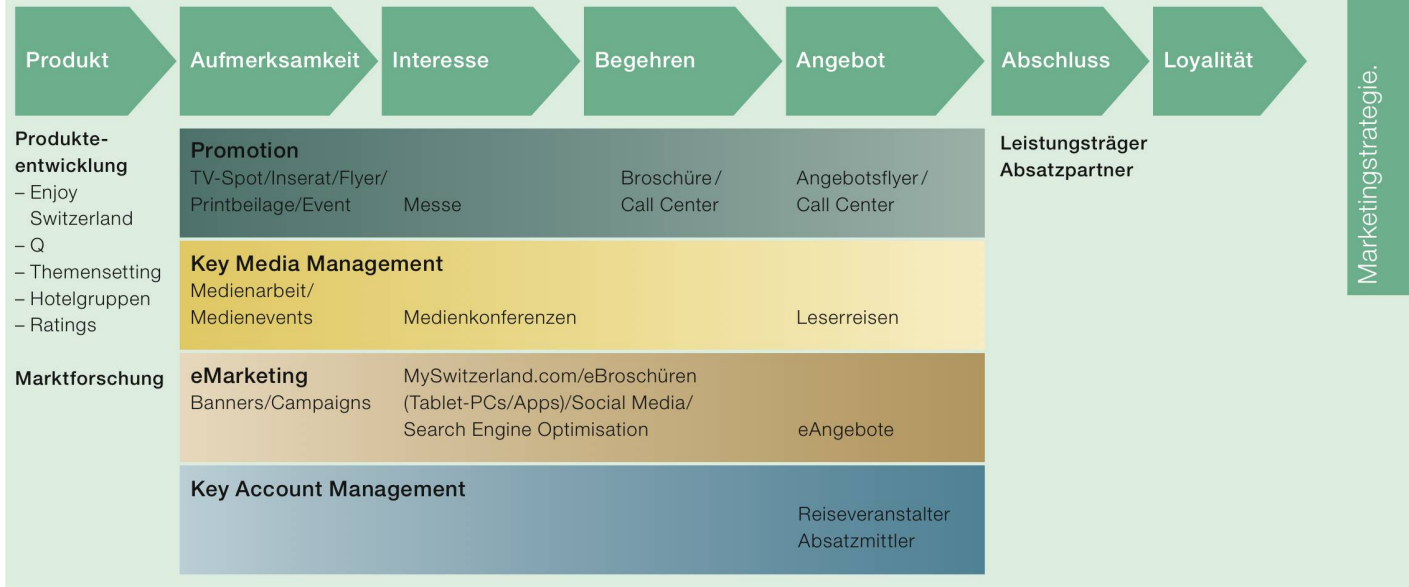 Produkt
Aufmerksamkeit
Interesse
Begehren
Angebot
Abschluss
Loyalität
Marketingstrategie.
Produkte-
entwicklung
– Enjoy
Switzerland
– Q
– Themensetting
– Hotelgruppen
– Ratings
Marktforschung
Promotion
TV-Spot/Inserat/Flyer/
Printbeilage/Event
Messe
Broschüre/
Call Center
Angebotsflyer/
Call Center
Key Media Management
Medienarbeit/
Medienevents
Medienkonferenzen
Leserreisen
eMarketing
Banners/Campaigns
MySwitzerland.com/eBroschüren
(Tablet-PCs/Apps)/Social Media/
Search Engine Optimisation
eAngebote
Key Account Management
Reiseveranstalter
Absatzmittler
Leistungsträger
Absatzpartner